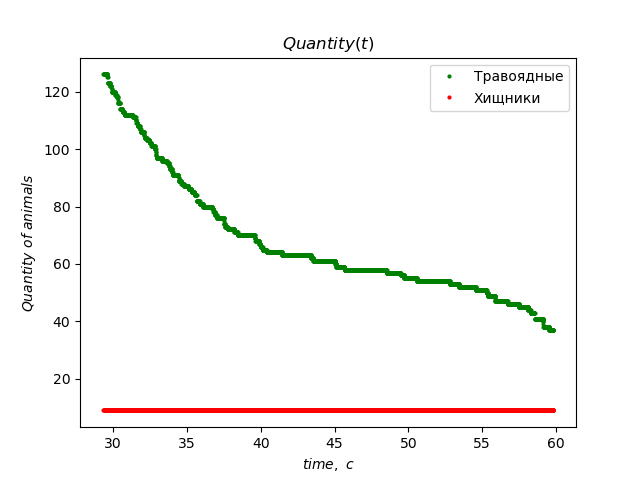 Quantity(t)
Травоядные
Хищники
120
100
80
60
40
20
Quantity of animals
30 35 40 45 50 55 60
time, c